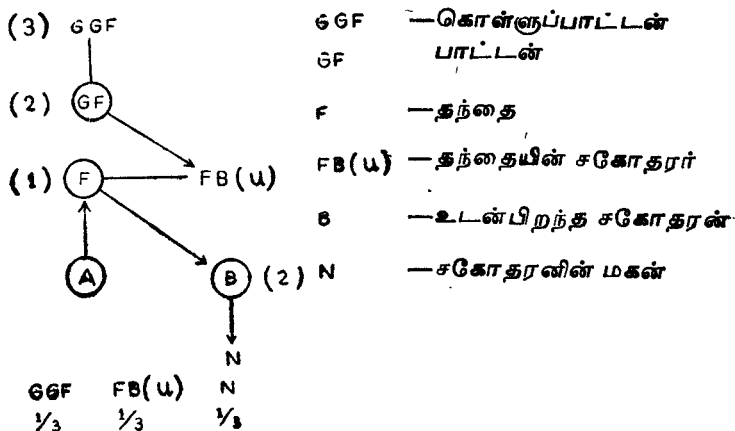 (3) GGF
GGF —கொள்ளுப்பாட்டன்
GF பாட்டன்
(2) GF
F —தந்தை
(1) F FB(u)
FB(u) —தந்தையின் சகோதரர்
B —உடன்பிறந்த சகோதரன்
A B (2)
N —சகோதரனின் மகன்
N
GGF FB(u) N
1/3 1/3 1/3